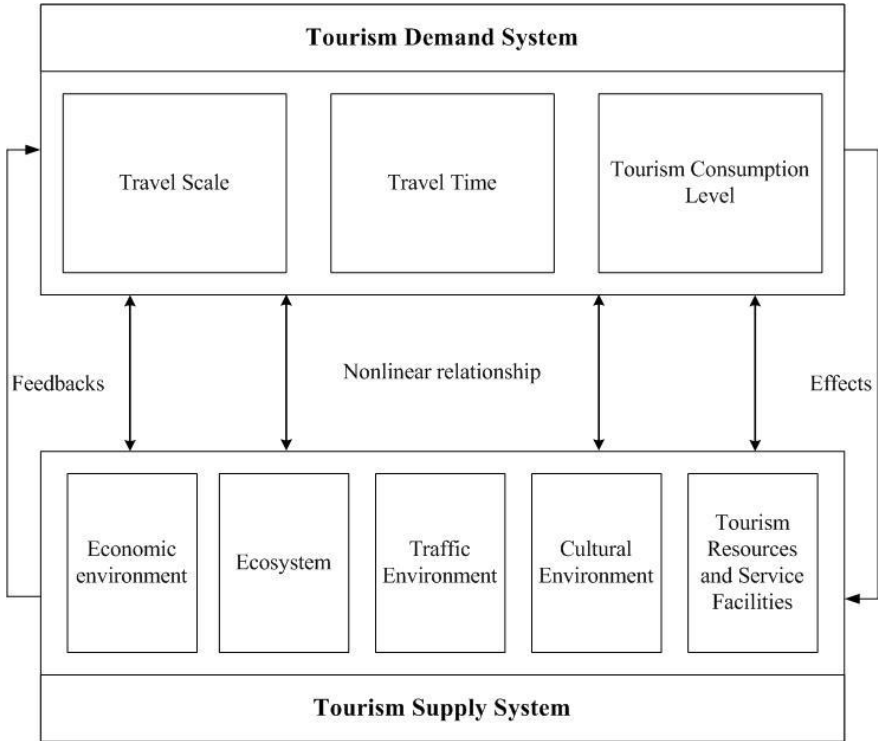 Tourism Demand System
Travel Scale
Travel Time
Tourism Consumption
Level
Feedbacks
Nonlinear relationship
Effects
Economic
environment
Ecosystem
Traffic
Environment
Cultural
Environment
Tourism
Resources
and Service
Facilities
Tourism Supply System